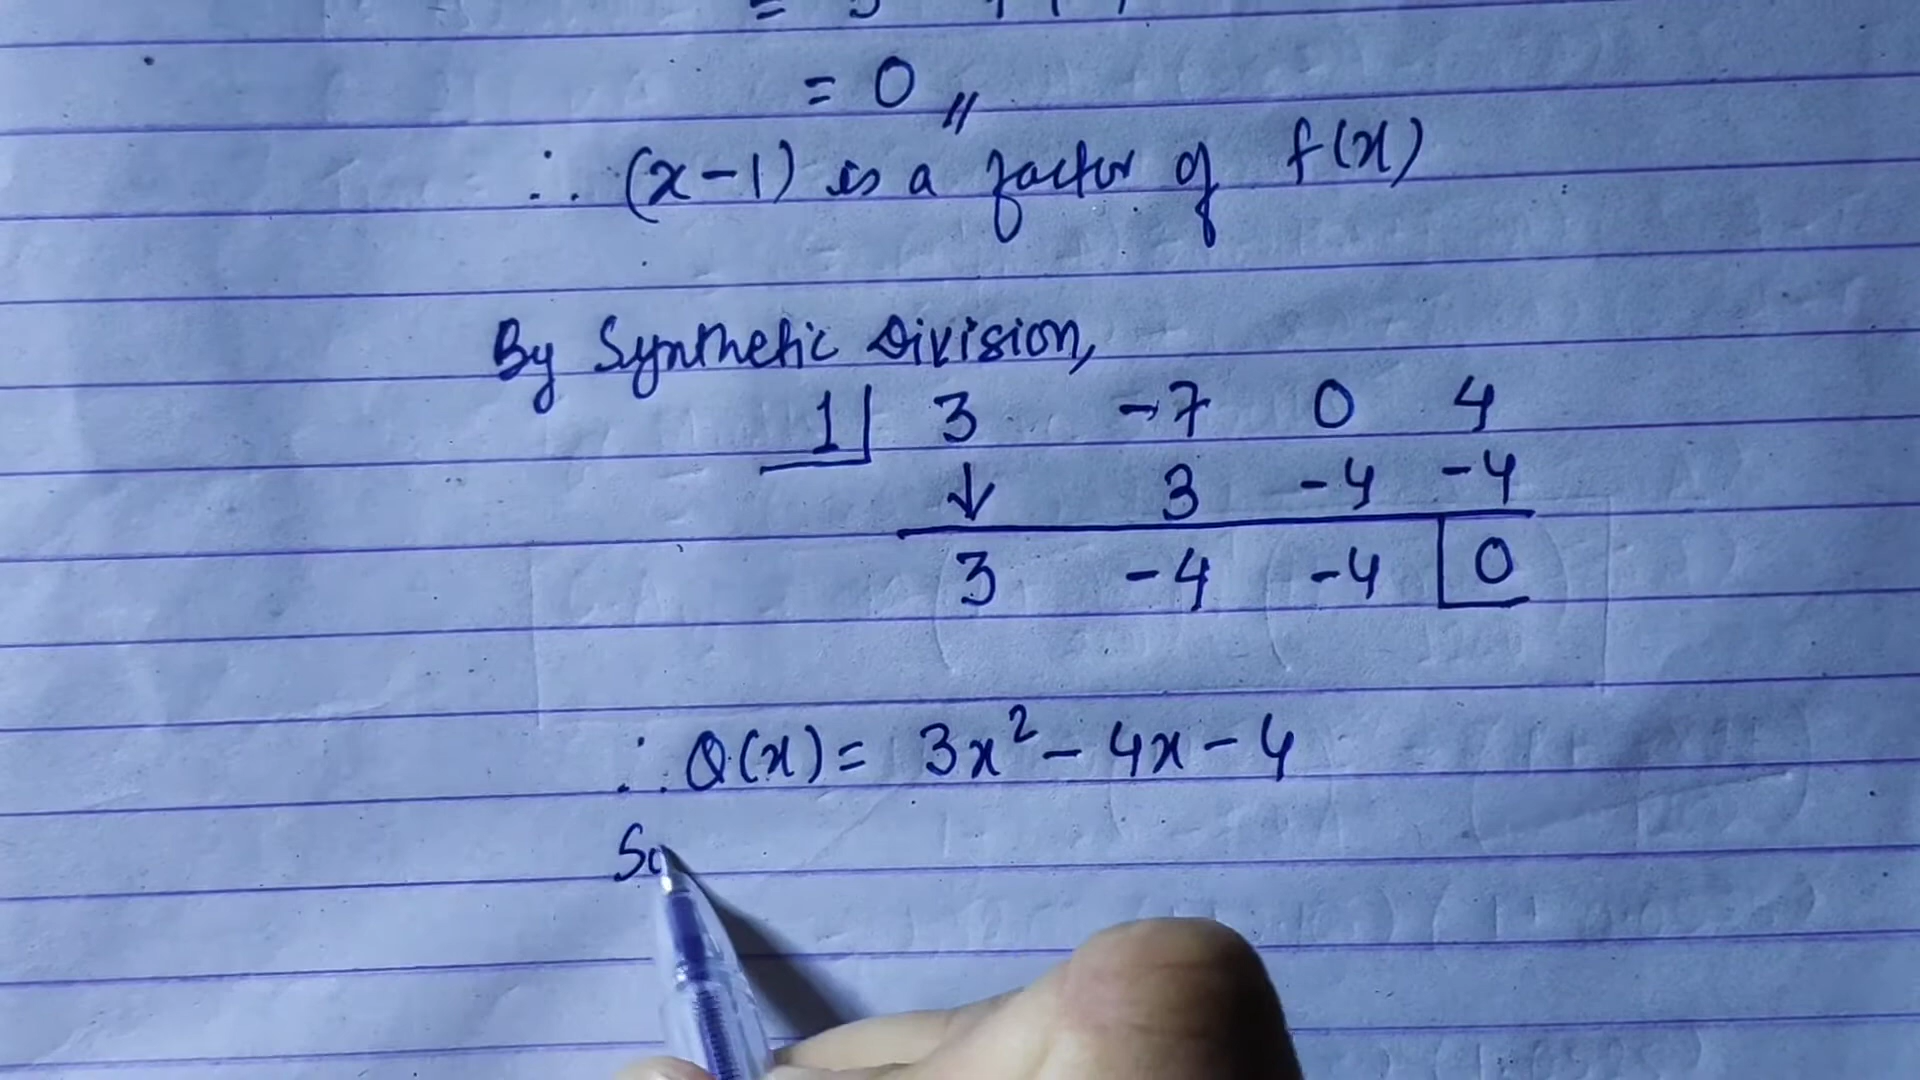 = 0 //
∴ (x-1) is a factor of f(x)
By Synthetic Division,
1 3 -7 0 4
↓ 3 -4 -4
3 -4 -4 0
∴ Q(x) = 3x² - 4x - 4
So